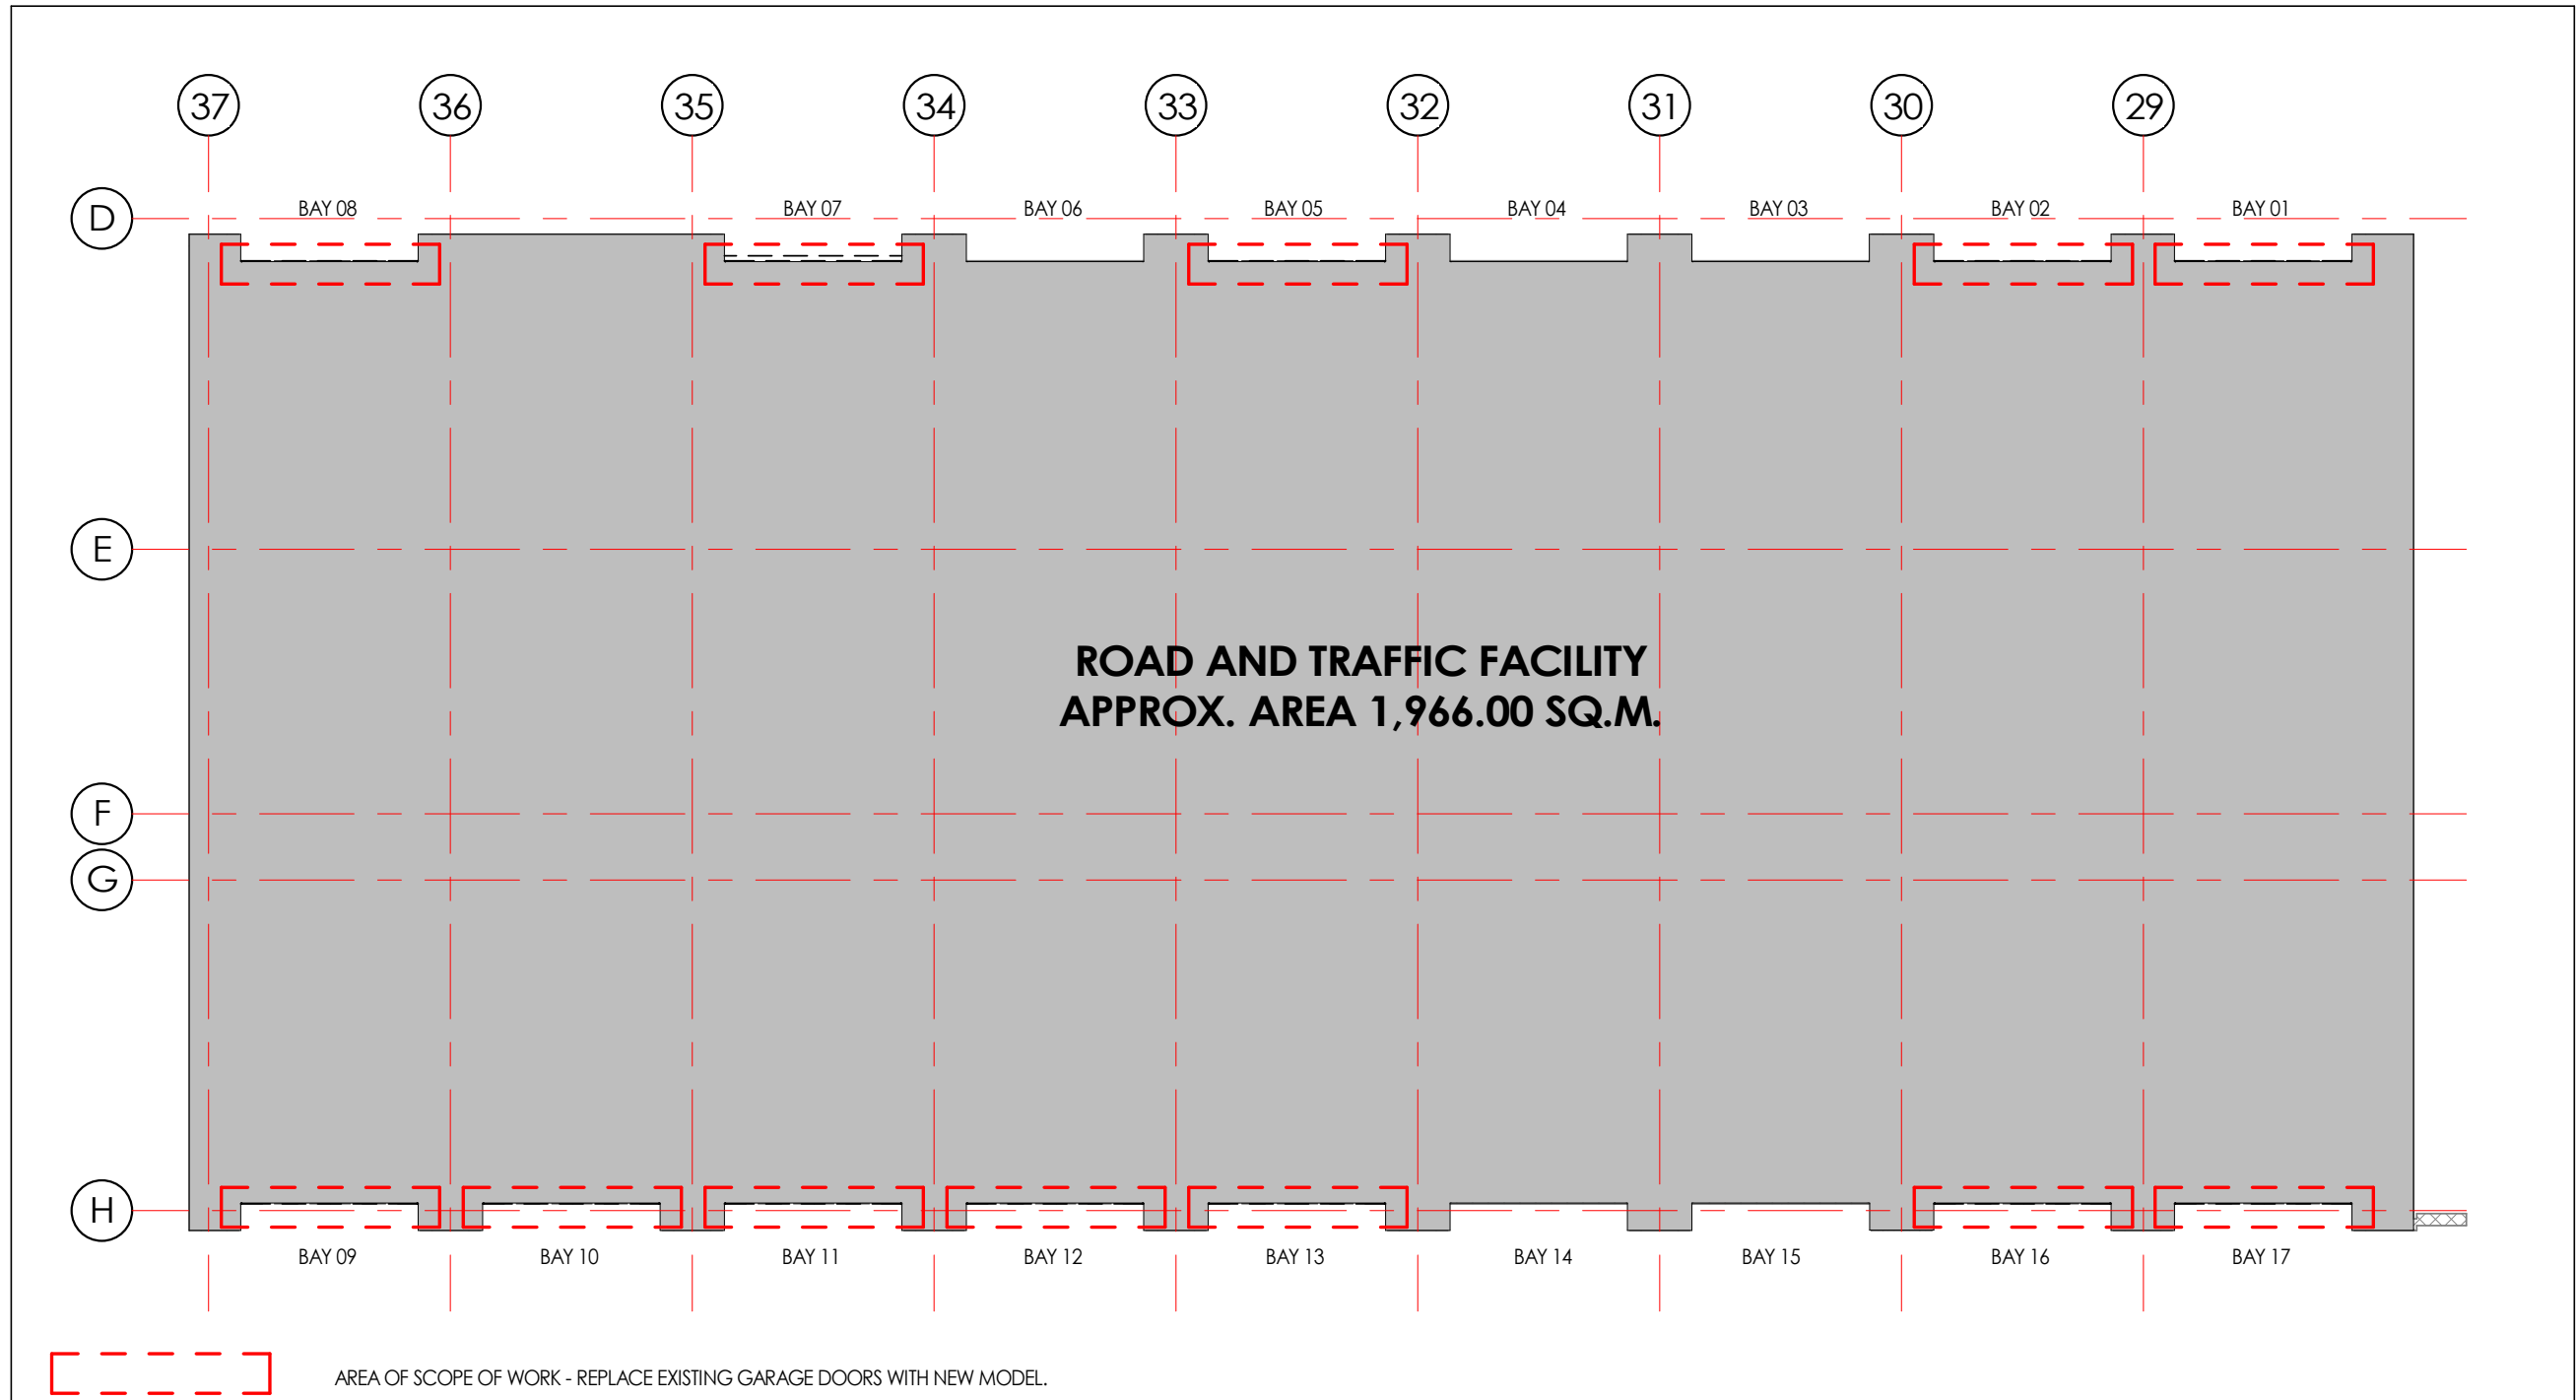 37 36 35 34 33 32 31 30 29
D
BAY 08 BAY 07 BAY 06 BAY 05 BAY 04 BAY 03 BAY 02 BAY 01
E
ROAD AND TRAFFIC FACILITY
APPROX. AREA 1,966.00 SQ.M.
F
G
H
BAY 09 BAY 10 BAY 11 BAY 12 BAY 13 BAY 14 BAY 15 BAY 16 BAY 17
AREA OF SCOPE OF WORK - REPLACE EXISTING GARAGE DOORS WITH NEW MODEL.